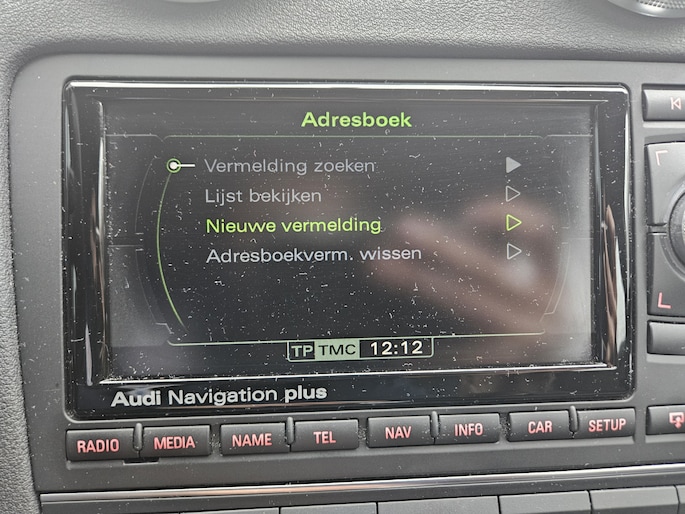 Adresboek
Vermelding zoeken
Lijst bekijken
Nieuwe vermelding
Adresboekverm. wissen
TP TMC 12:12
Audi Navigation plus
RADIO MEDIA NAME TEL NAV INFO CAR SETUP